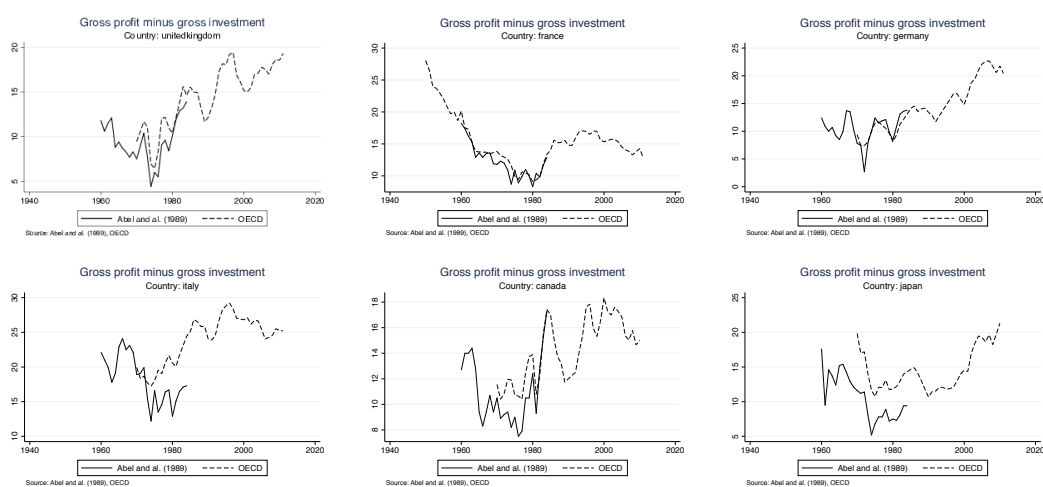 Gross profit minus gross investment
Country: unitedkingdom
20
15
10
5
1940 1960 1980 2000 2020
Abel and al. (1989) OECD
Source: Abel and al. (1989), OECD
Gross profit minus gross investment
Country: france
30
25
20
15
10
1940 1960 1980 2000 2020
Abel and al. (1989) OECD
Source: Abel and al. (1989), OECD
Gross profit minus gross investment
Country: germany
25
20
15
10
5
0
1940 1960 1980 2000 2020
Abel and al. (1989) OECD
Source: Abel and al. (1989), OECD
Gross profit minus gross investment
Country: italy
30
25
20
15
10
1940 1960 1980 2000 2020
Abel and al. (1989) OECD
Source: Abel and al. (1989), OECD
Gross profit minus gross investment
Country: canada
18
16
14
12
10
8
1940 1960 1980 2000 2020
Abel and al. (1989) OECD
Source: Abel and al. (1989), OECD
Gross profit minus gross investment
Country: japan
25
20
15
10
5
1940 1960 1980 2000 2020
Abel and al. (1989) OECD
Source: Abel and al. (1989), OECD